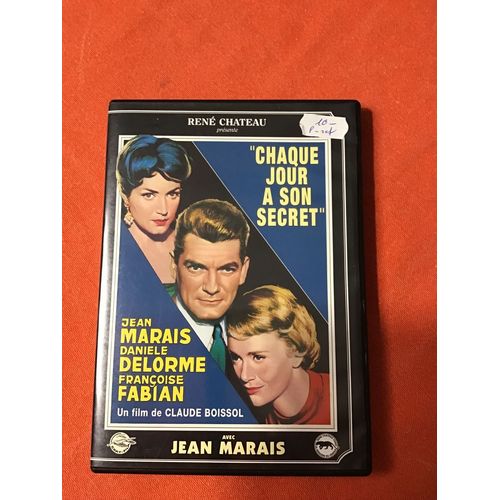 RENÉ CHATEAU
présente
10-
"CHAQUE
JOUR
A SON
SECRET"
JEAN
MARAIS
DANIELE
DELORME
FRANÇOISE
FABIAN
Un film de CLAUDE BOISSOL
AVEC
JEAN MARAIS